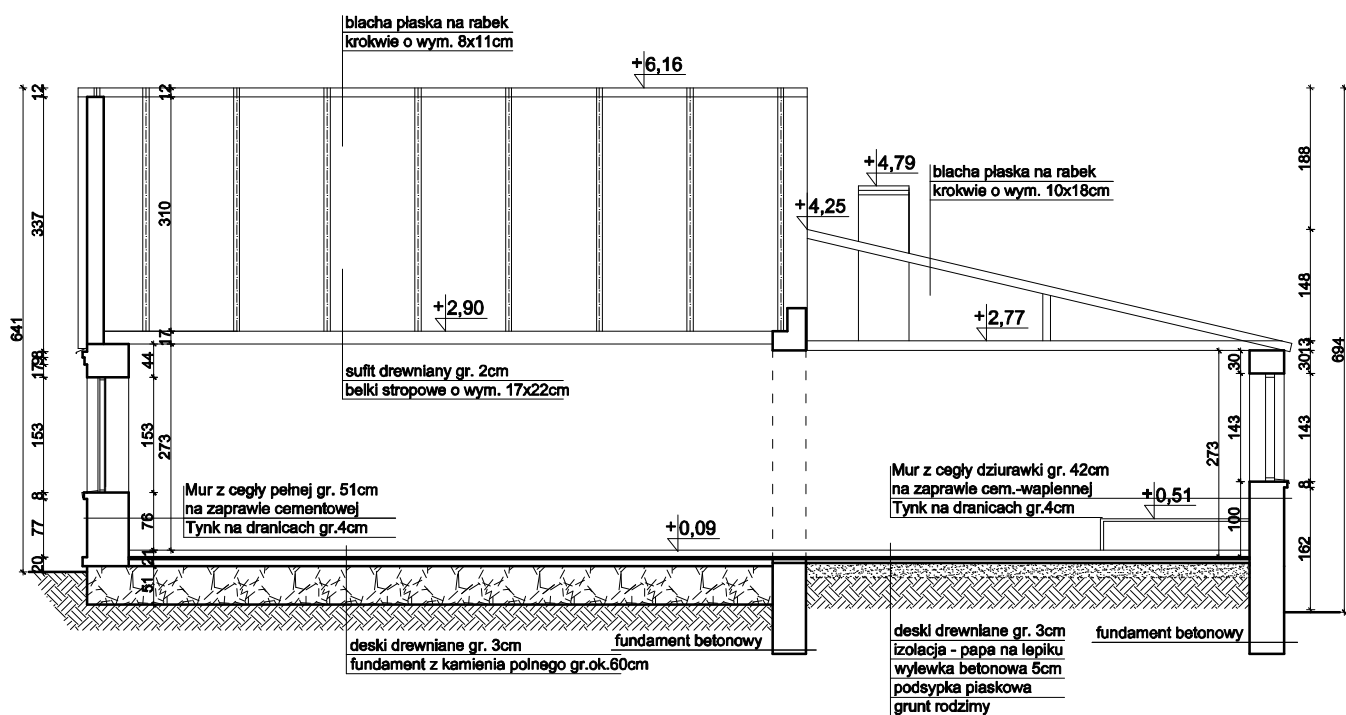 blacha płaska na rąbek
krokwie o wym. 8x11cm
+6,16
+4,79
blacha płaska na rąbek
krokwie o wym. 10x18cm
+4,25
+2,90
+2,77
sufit drewniany gr. 2cm
belki stropowe o wym. 17x22cm
Mur z cegły pełnej gr. 51cm
na zaprawie cementowej
Tynk na dranicach gr.4cm
Mur z cegły dziurawki gr. 42cm
na zaprawie cem.-wapiennej
Tynk na dranicach gr.4cm
+0,51
+0,09
deski drewniane gr. 3cm
fundament z kamienia polnego gr.ok.60cm
fundament betonowy
deski drewniane gr. 3cm
izolacja - papa na lepiku
wylewka betonowa 5cm
podsypka piaskowa
grunt rodzimy
fundament betonowy
641
12
337
8
17
153
8
77
20
44
153
76
21
51
12
310
17
273
273
30
143
100
188
148
13
30
143
8
162
694